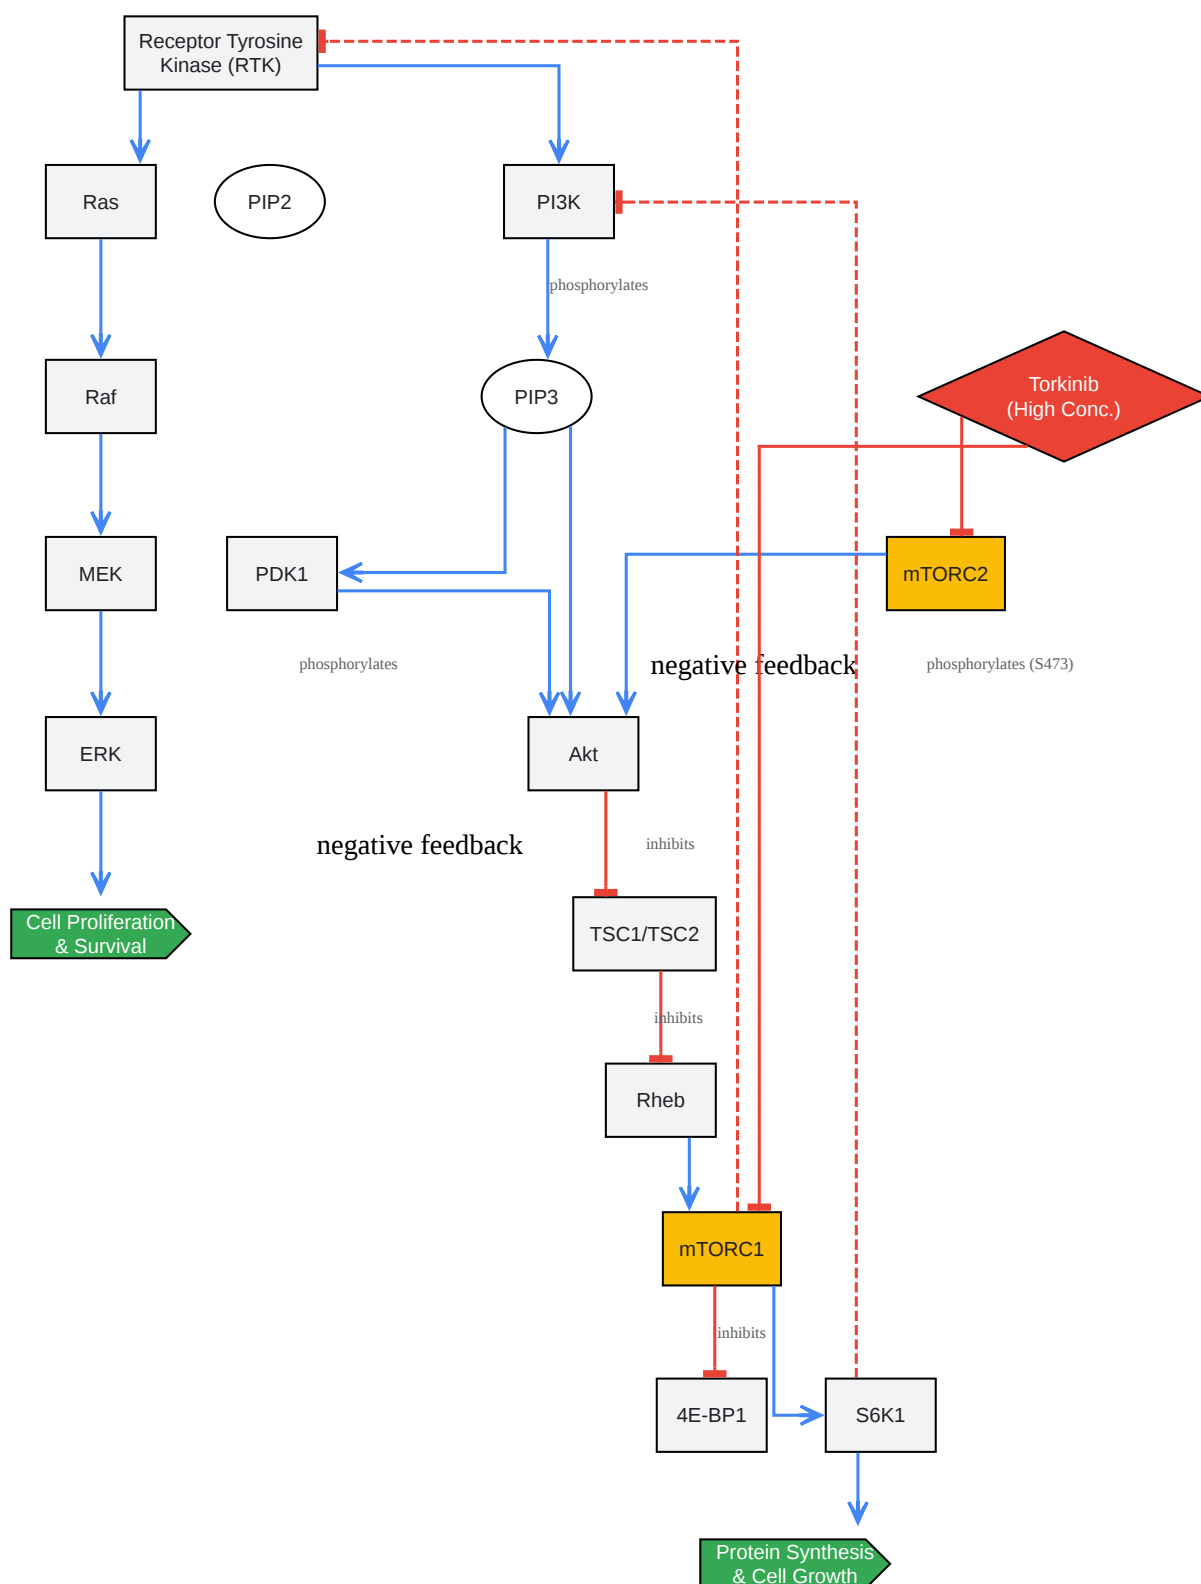 Receptor Tyrosine
Kinase (RTK)
Ras
PIP2
PI3K
phosphorylates
Raf
PIP3
Torkinib
(High Conc.)
MEK
PDK1
mTORC2
phosphorylates
negative feedback
phosphorylates (S473)
ERK
Akt
negative feedback
inhibits
Cell Proliferation
& Survival
TSC1/TSC2
inhibits
Rheb
mTORC1
inhibits
4E-BP1
S6K1
Protein Synthesis
& Cell Growth